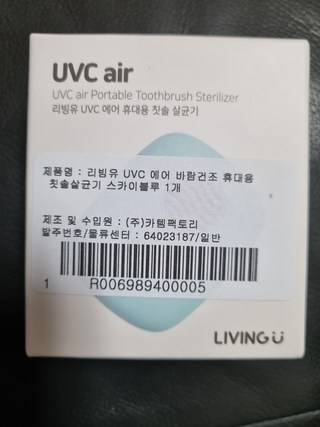 UVC air
UVC air Portable Toothbrush Sterilizer
리빙유 UVC 에어 휴대용 칫솔 살균기
제품명 : 리빙유 UVC 에어 바람건조 휴대용
칫솔살균기 스카이블루 1개
제조 및 수입원 : (주)카템팩토리
발주번호/물류센터 : 64023187/일반
1 R006989400005
LIVING U